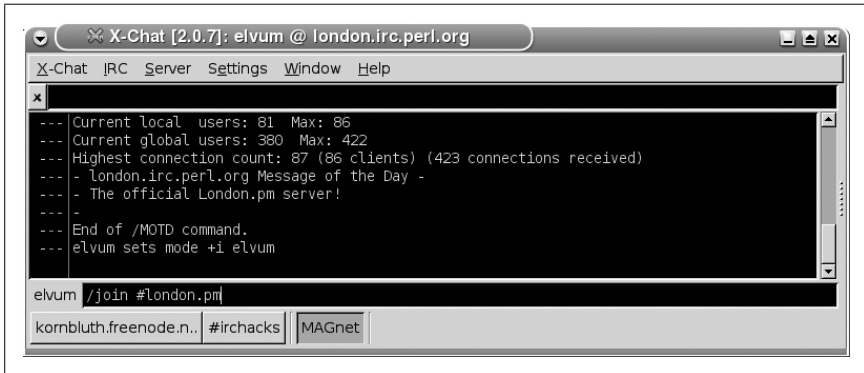 X-Chat [2.0.7]: elvum @ london.irc.perl.org
X-Chat IRC Server Settings Window Help
x
--- Current local  users: 81  Max: 86
--- Current global users: 380  Max: 422
--- Highest connection count: 87 (86 clients) (423 connections received)
--- - london.irc.perl.org Message of the Day -
--- - The official London.pm server!
--- -
--- End of /MOTD command.
--- elvum sets mode +i elvum
elvum /join #london.pm
kornbluth.freenode.n.. #irchacks MAGnet